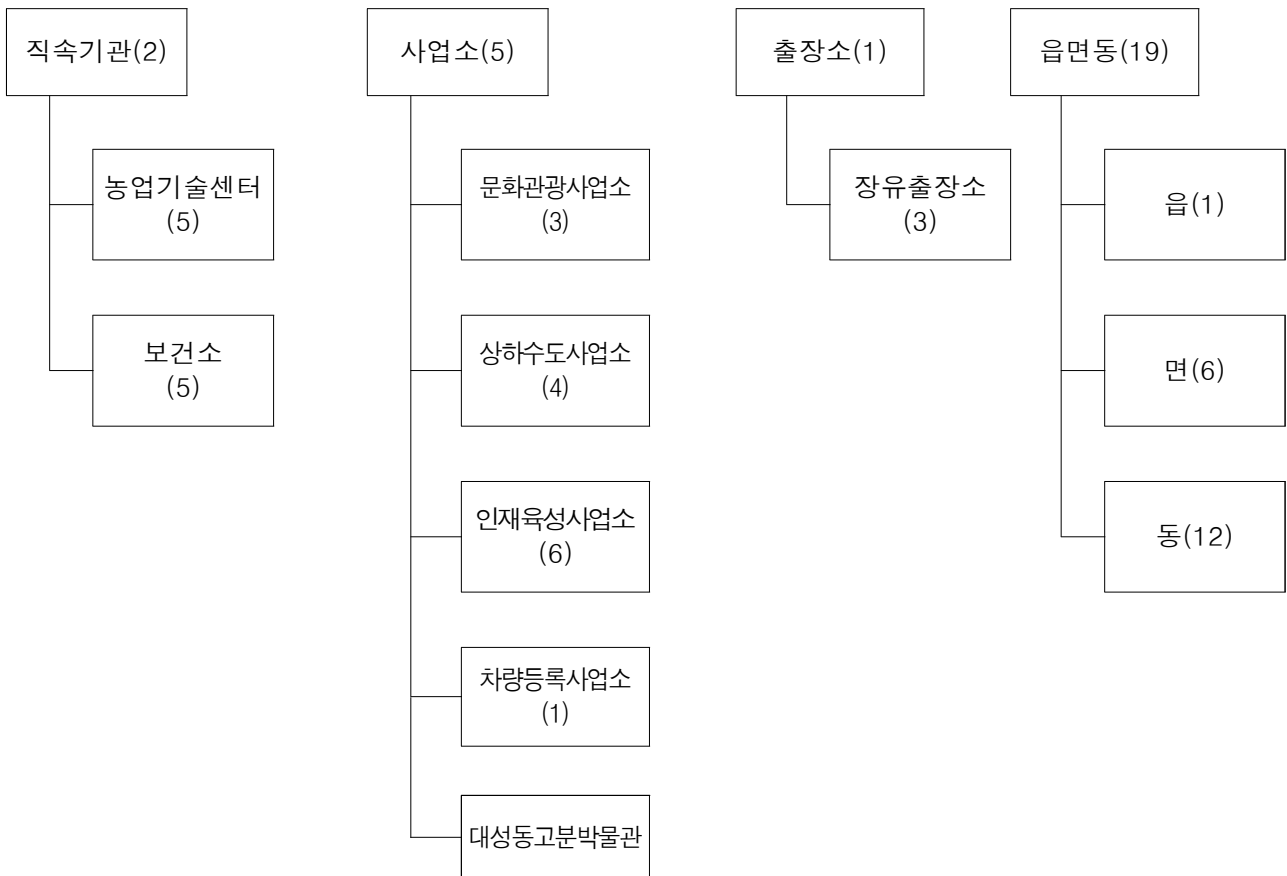 직속기관(2)
농업기술센터
(5)
보건소
(5)
사업소(5)
문화관광사업소
(3)
상하수도사업소
(4)
인재육성사업소
(6)
차량등록사업소
(1)
대성동고분박물관
출장소(1)
장유출장소
(3)
읍면동(19)
읍(1)
면(6)
동(12)